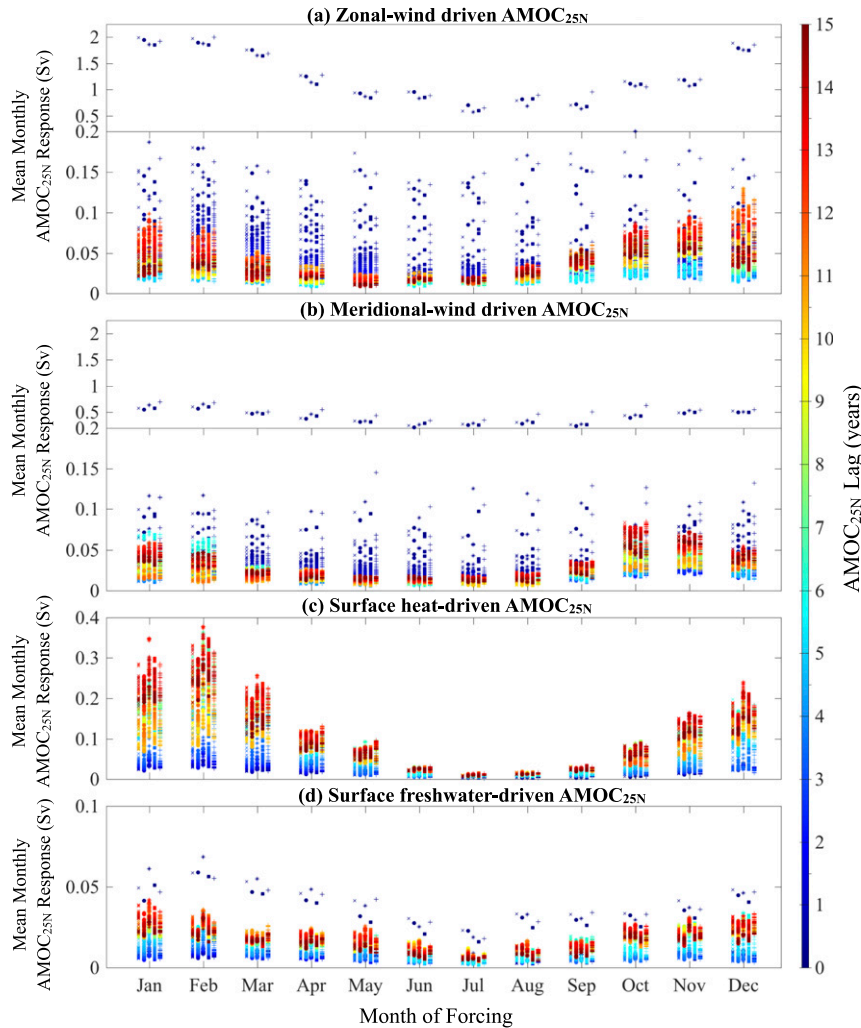 (a) Zonal-wind driven AMOC25N
Mean Monthly
AMOC25N Response (Sv)
2
1.5
1
0.5
0.2
0.15
0.1
0.05
0
(b) Meridional-wind driven AMOC25N
Mean Monthly
AMOC25N Response (Sv)
2
1.5
1
0.5
0.2
0.15
0.1
0.05
0
(c) Surface heat-driven AMOC25N
Mean Monthly
AMOC25N Response (Sv)
0.4
0.3
0.2
0.1
0
(d) Surface freshwater-driven AMOC25N
Mean Monthly
AMOC25N Response (Sv)
0.1
0.05
0
Jan Feb Mar Apr May Jun Jul Aug Sep Oct Nov Dec
Month of Forcing
15
14
13
12
11
10
9
8
7
6
5
4
3
2
1
0
AMOC25N Lag (years)